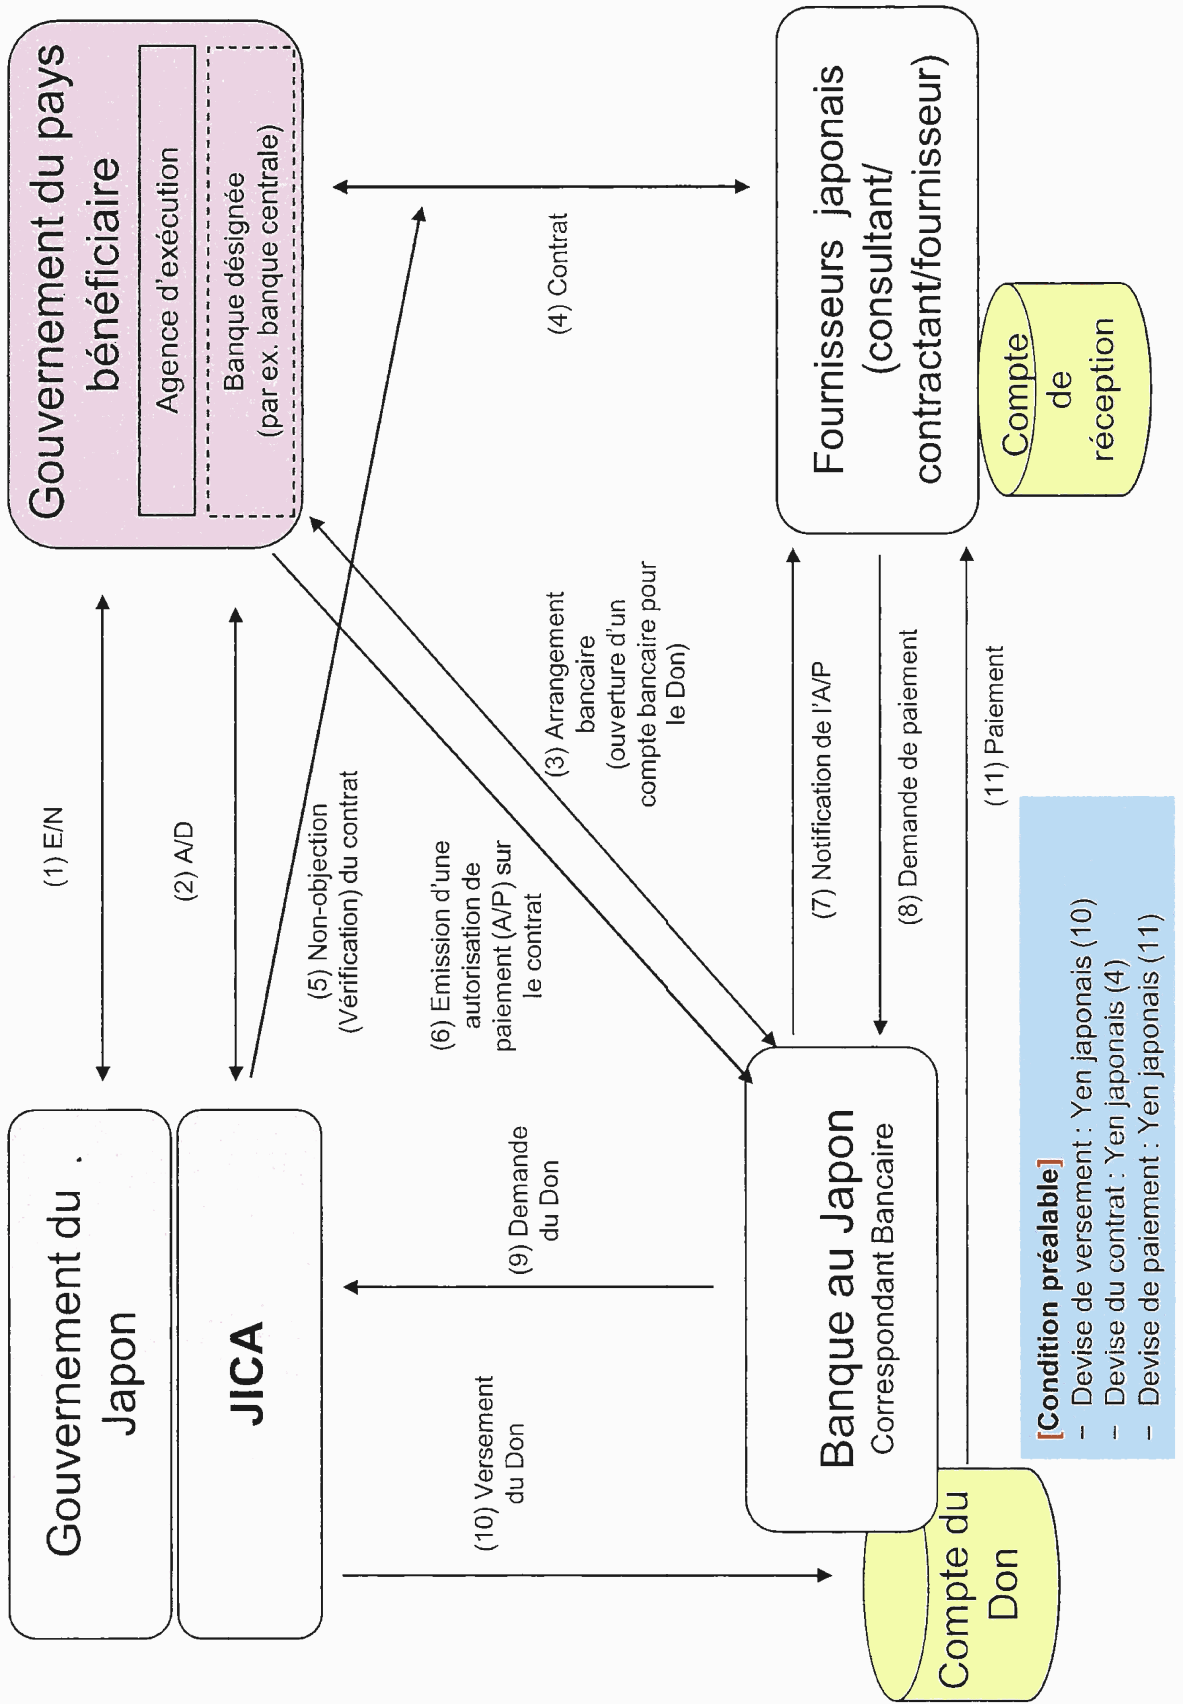 Gouvernement du
Japon
JICA
Gouvernement du pays
bénéficiaire
Agence d'exécution
Banque désignée
(par ex. banque centrale)
(1) E/N
(2) A/D
(5) Non-objection
(Vérification) du contrat
(6) Emission d'une
autorisation de
paiement (A/P) sur
le contrat
(3) Arrangement
bancaire
(ouverture d'un
compte bancaire pour
le Don)
(4) Contrat
(9) Demande
du Don
(10) Versement
du Don
Banque au Japon
Correspondant Bancaire
Compte du
Don
(7) Notification de l'A/P
(8) Demande de paiement
(11) Paiement
Fournisseurs japonais
(consultant/
contractant/fournisseur)
Compte
de
réception
[Condition préalable]
– Devise de versement : Yen japonais (10)
– Devise du contrat : Yen japonais (4)
– Devise de paiement : Yen japonais (11)